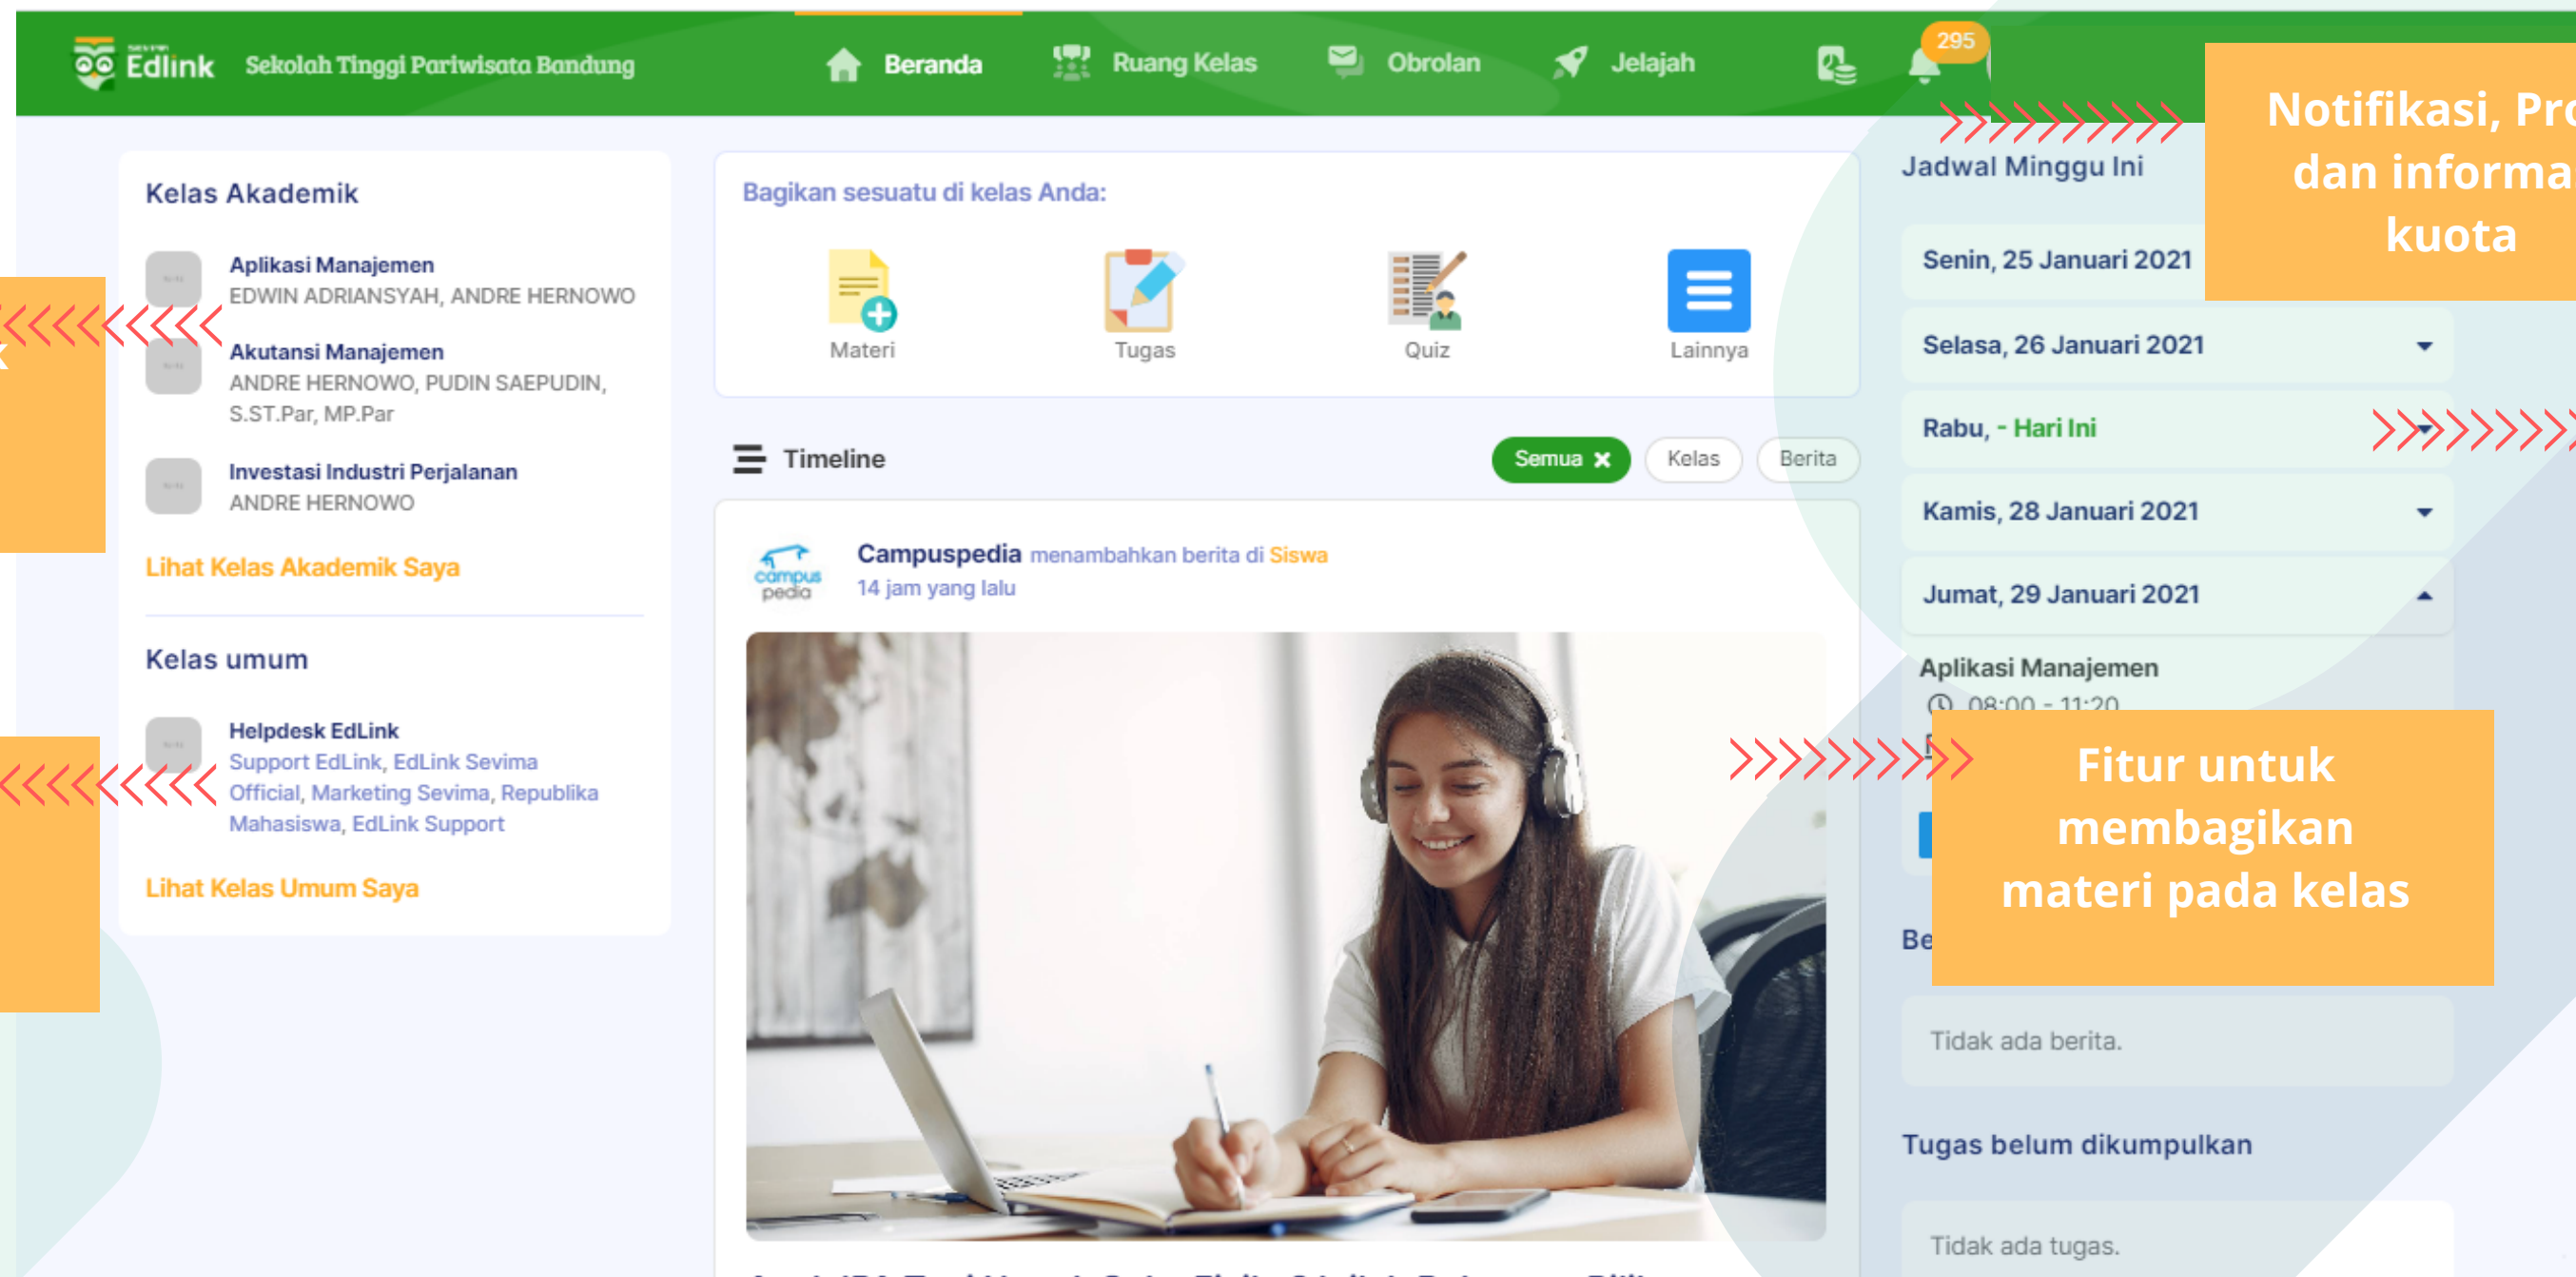 SEVIMA
Edlink
Sekolah Tinggi Pariwisata Bandung
Beranda
Ruang Kelas
Obrolan
Jelajah
295
Notifikasi, Pro
dan informa
kuota
Kelas Akademik
Aplikasi Manajemen
EDWIN ADRIANSYAH, ANDRE HERNOWO
Akutansi Manajemen
ANDRE HERNOWO, PUDIN SAEPUDIN,
S.ST.Par, MP.Par
Investasi Industri Perjalanan
ANDRE HERNOWO
Lihat Kelas Akademik Saya
Kelas umum
Helpdesk EdLink
Support EdLink, EdLink Sevima
Official, Marketing Sevima, Republika
Mahasiswa, EdLink Support
Lihat Kelas Umum Saya
Bagikan sesuatu di kelas Anda:
Materi
Tugas
Quiz
Lainnya
Timeline
Semua
Kelas
Berita
campus
pedia
Campuspedia menambahkan berita di Siswa
14 jam yang lalu
Jadwal Minggu Ini
Senin, 25 Januari 2021
Selasa, 26 Januari 2021
Rabu, - Hari Ini
Kamis, 28 Januari 2021
Jumat, 29 Januari 2021
Aplikasi Manajemen
08:00 - 11:20
Fitur untuk
membagikan
materi pada kelas
Be
Tidak ada berita.
Tugas belum dikumpulkan
Tidak ada tugas.